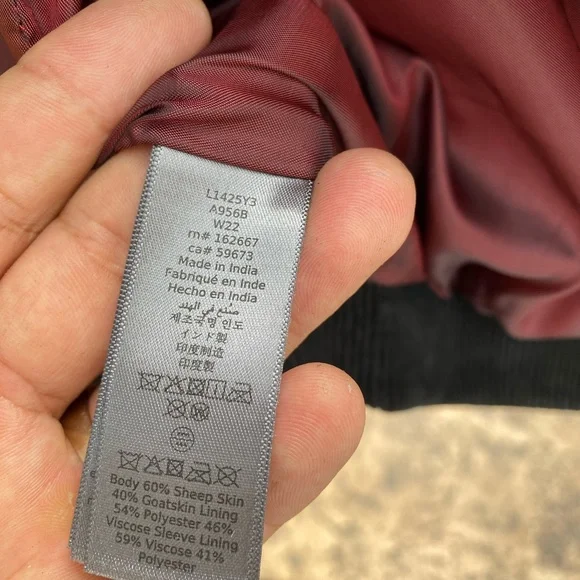 L1425Y3
A956B
W22
rn# 162667
ca# 59673
Made in India
Fabriqué en Inde
Hecho en India
صُنع في الهند
제조국명 인도
インド製
印度制造
印度製
Body 60% Sheep Skin
40% Goatskin Lining
54% Polyester 46%
Viscose Sleeve Lining
59% Viscose 41%
Polyester